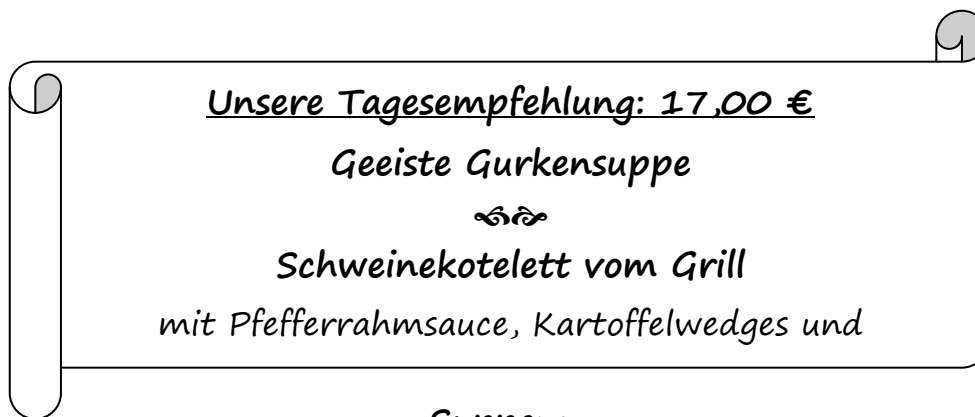 Unsere Tagesempfehlung: 17,00 €
Geeiste Gurkensuppe
Schweinekotelett vom Grill
mit Pfefferrahmsauce, Kartoffelwedges und